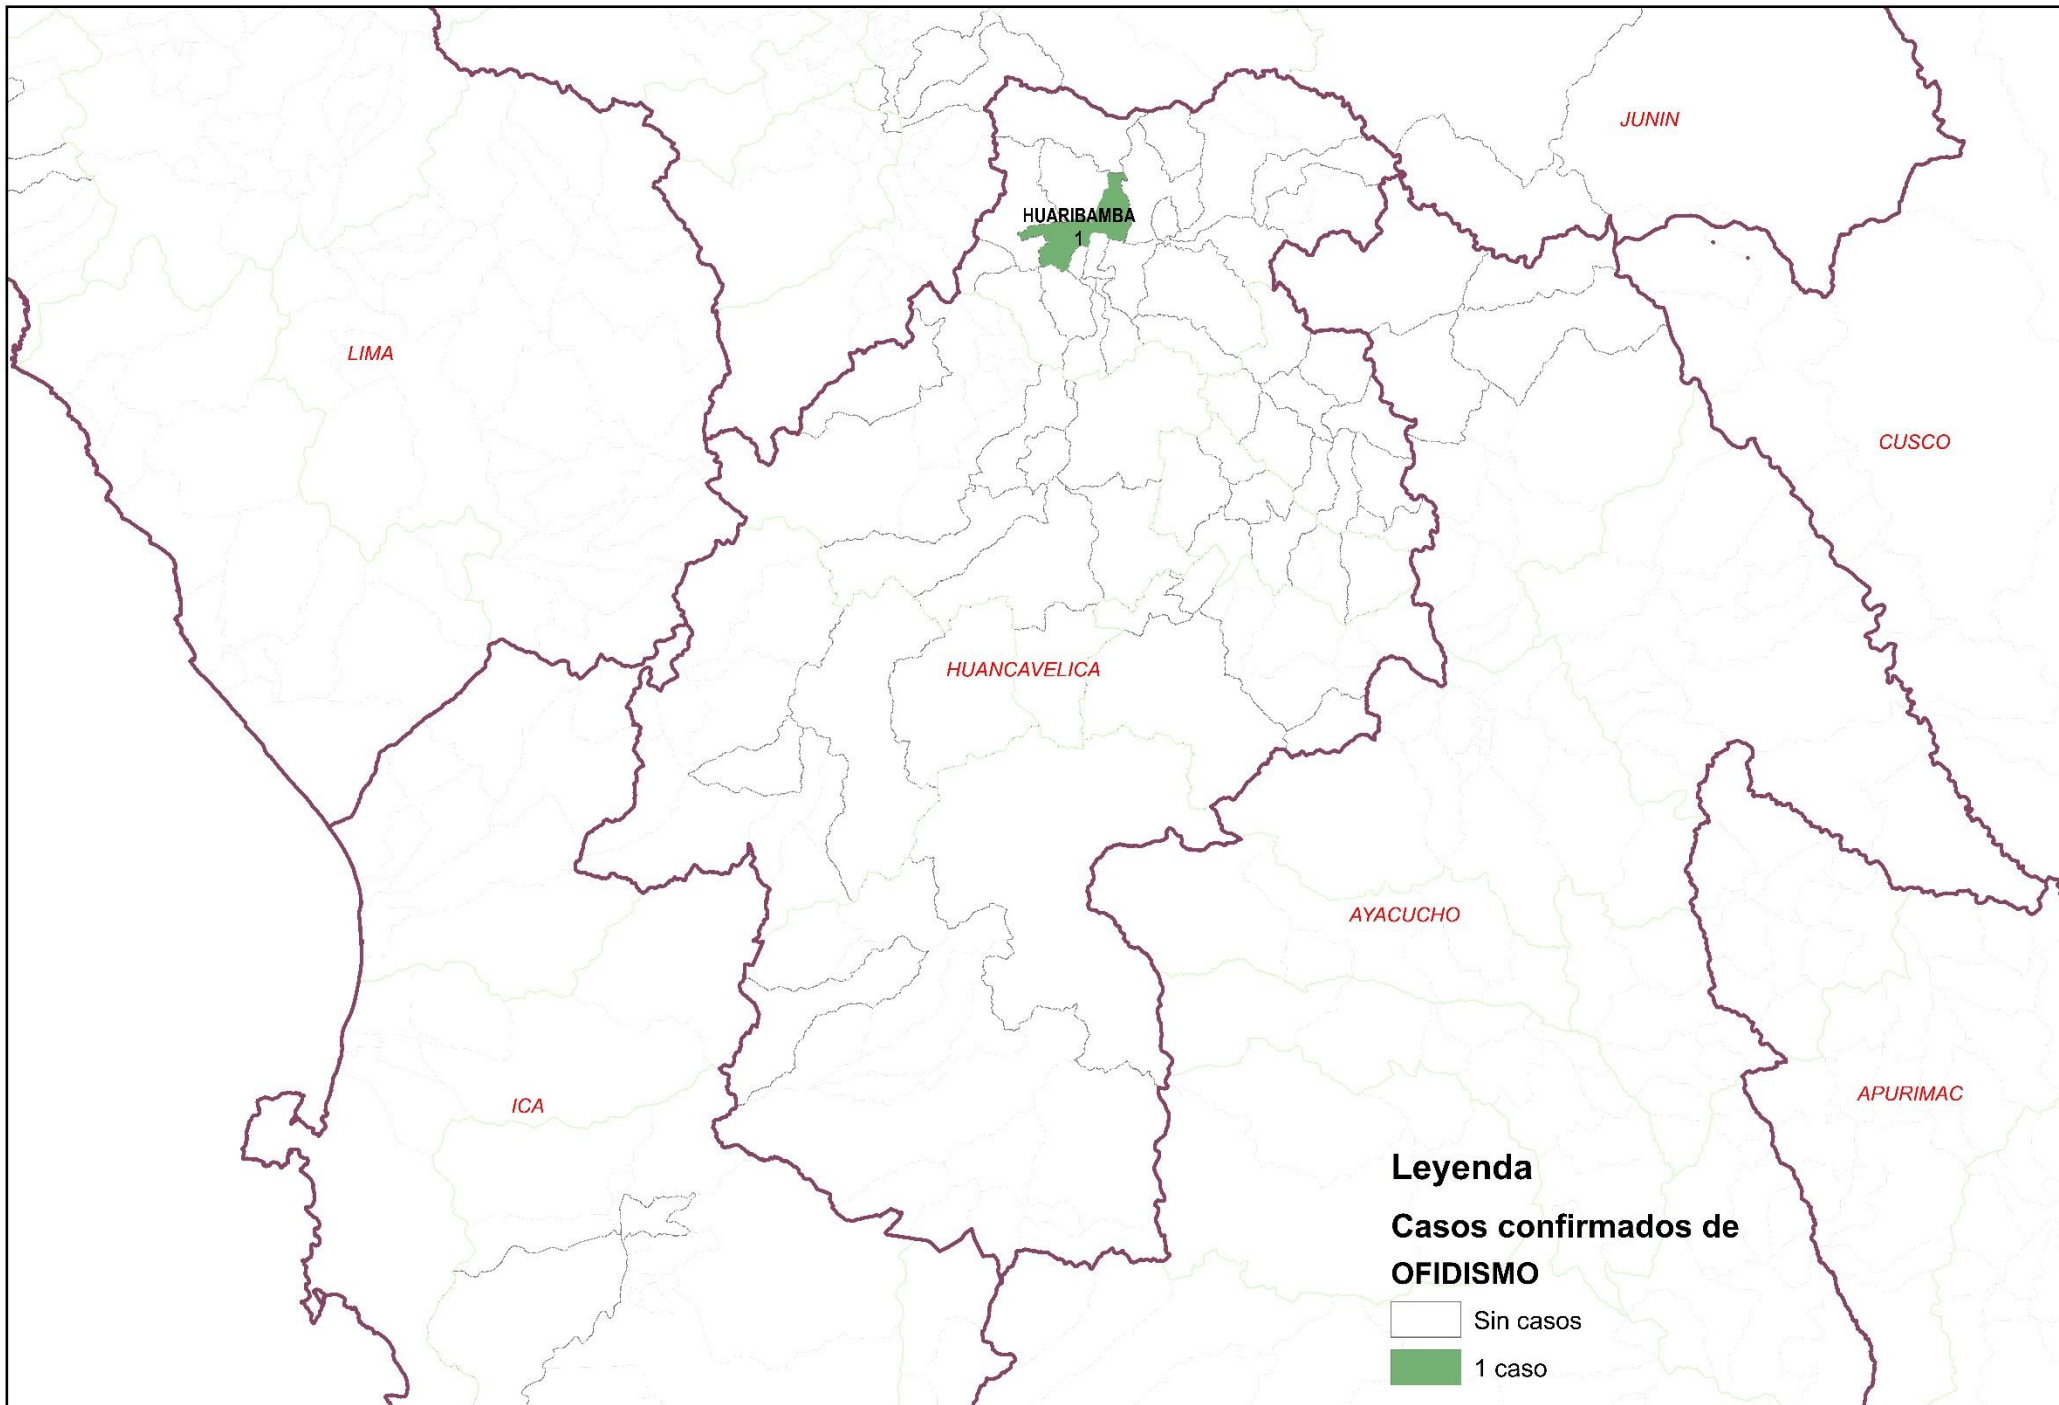 JUNIN
HUARIBAMBA
1
LIMA
CUSCO
HUANCAVELICA
AYACUCHO
APURIMAC
ICA
Leyenda
Casos confirmados de
OFIDISMO
Sin casos
1 caso